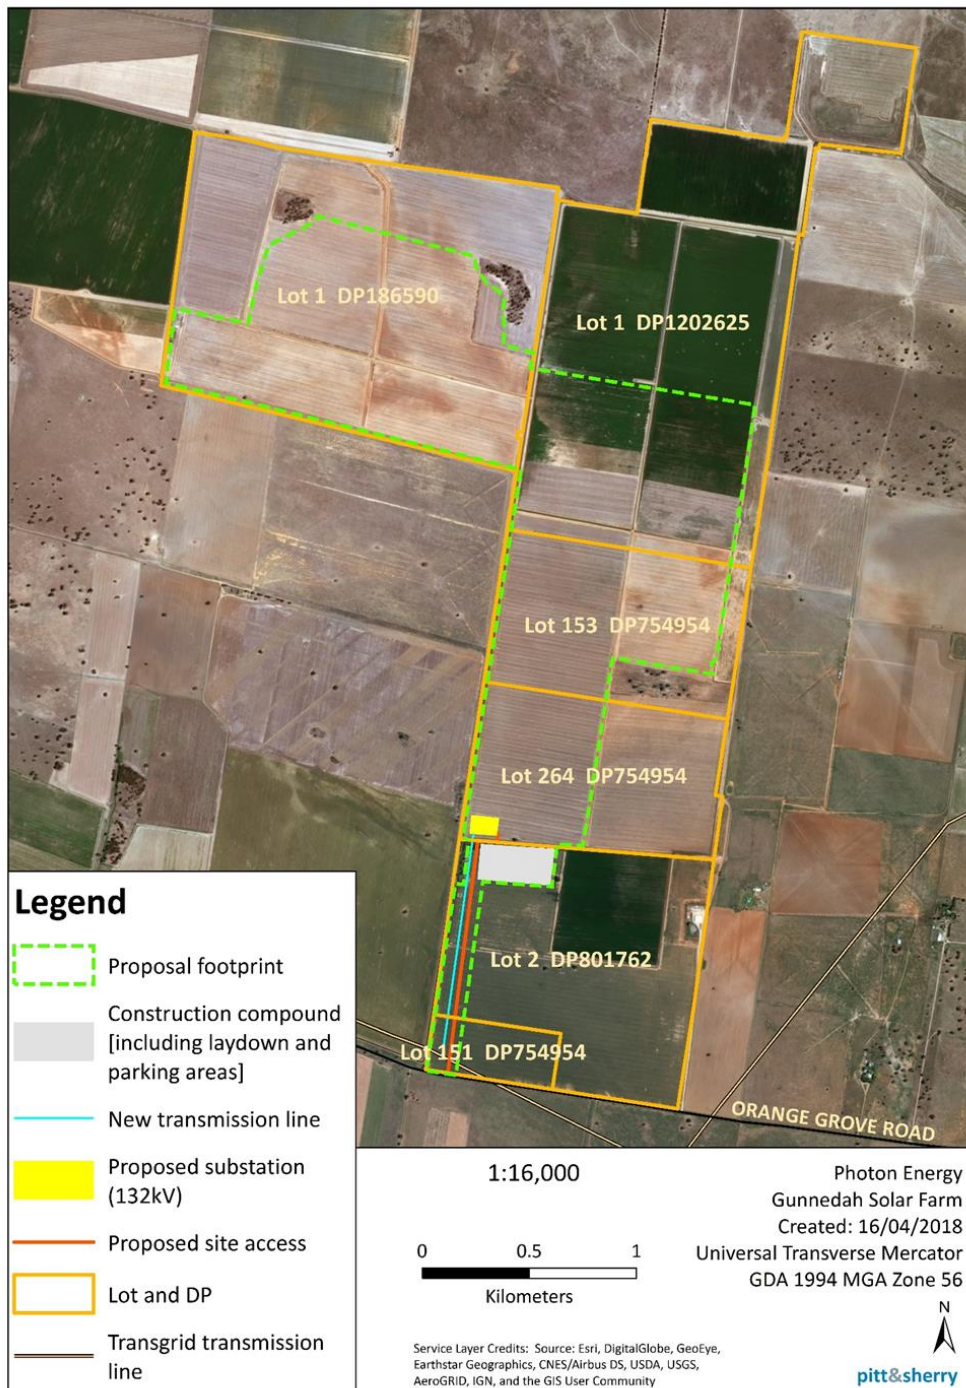 Lot 1 DP186590
Lot 1 DP1202625
Lot 153 DP754954
Lot 264 DP754954
Lot 2 DP801762
Lot 151 DP754954
ORANGE GROVE ROAD
Legend
Proposal footprint
Construction compound
[including laydown and
parking areas]
New transmission line
Proposed substation
(132kV)
Proposed site access
Lot and DP
Transgrid transmission
line
1:16,000
0 0.5 1
Kilometers
Photon Energy
Gunnedah Solar Farm
Created: 16/04/2018
Universal Transverse Mercator
GDA 1994 MGA Zone 56
N
Service Layer Credits: Source: Esri, DigitalGlobe, GeoEye,
Earthstar Geographics, CNES/Airbus DS, USDA, USGS,
AeroGRID, IGN, and the GIS User Community
pitt&sherry